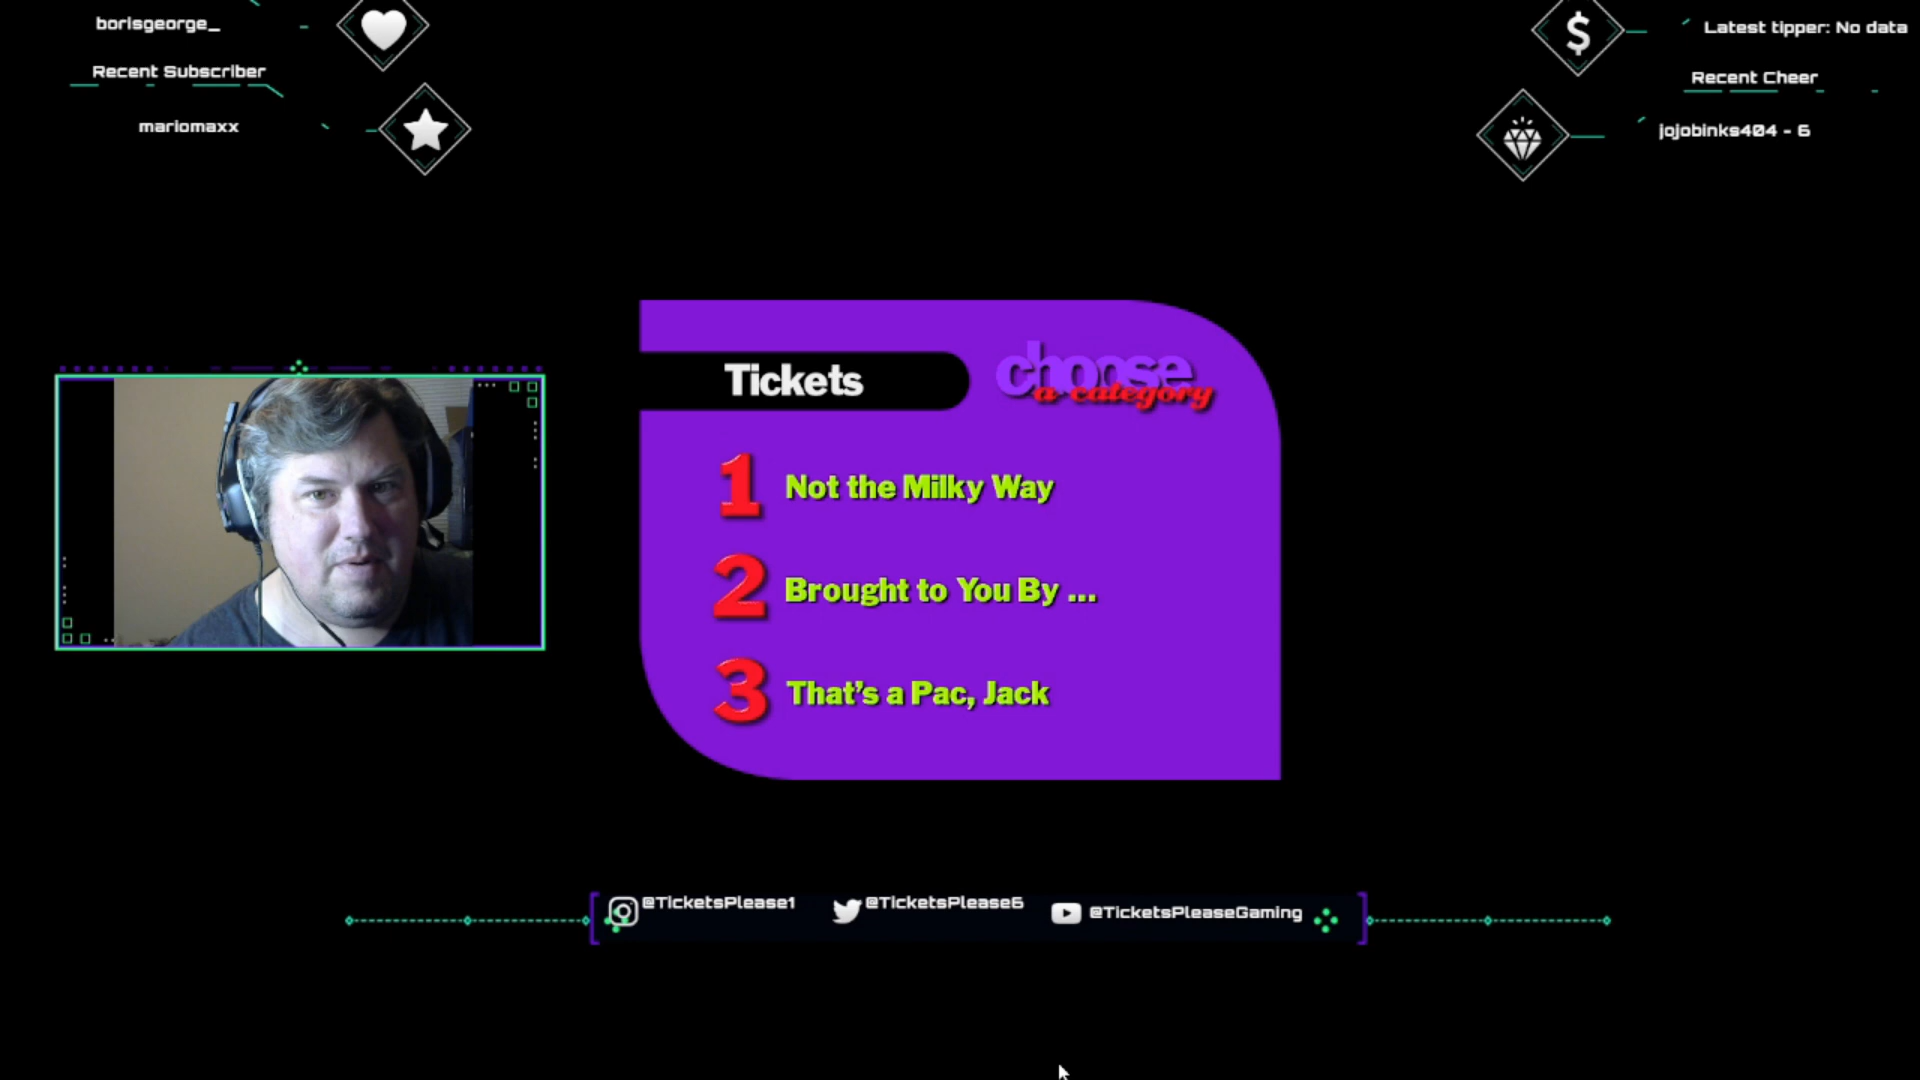 borisgeorge_
Latest tipper: No data
Recent Subscriber
Recent Cheer
mariomaxx
jojobinks404 - 6
Tickets
choose
a category
1 Not the Milky Way
2 Brought to You By ...
3 That's a Pac, Jack
@TicketsPlease1
@TicketsPlease6
@TicketsPleaseGaming